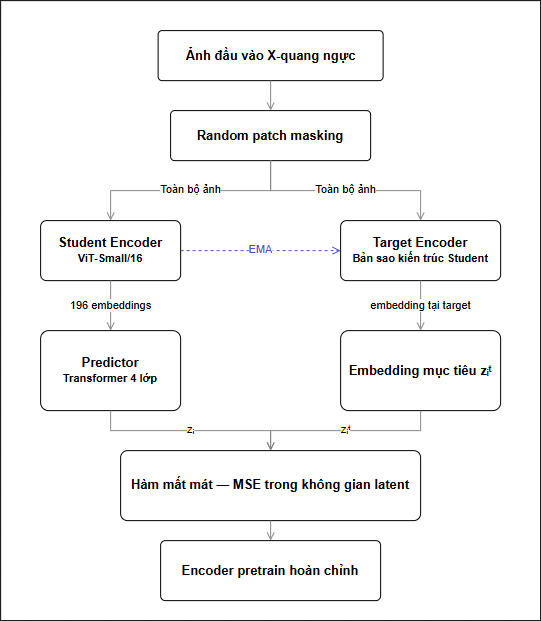 Ảnh đầu vào X-quang ngực
Random patch masking
Toàn bộ ảnh
Toàn bộ ảnh
Student Encoder
ViT-Small/16
EMA
Target Encoder
Bản sao kiến trúc Student
196 embeddings
embedding tại target
Predictor
Transformer 4 lớp
Embedding mục tiêu zᵢᵗ
zᵢ
zᵢᵗ
Hàm mất mát — MSE trong không gian latent
Encoder pretrain hoàn chỉnh